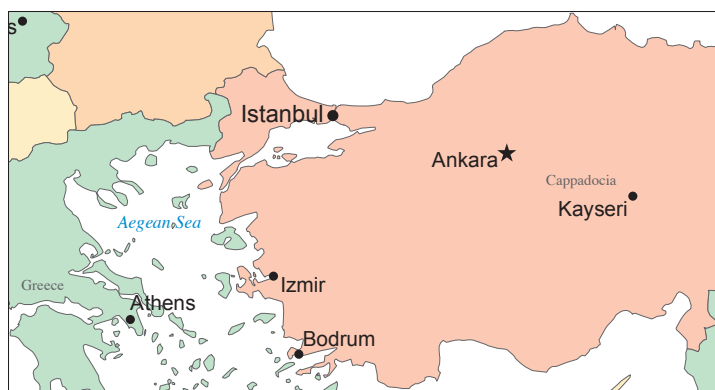 s
Istanbul
Ankara
Cappadocia
Kayseri
Aegean Sea
Izmir
Greece
Athens
Bodrum